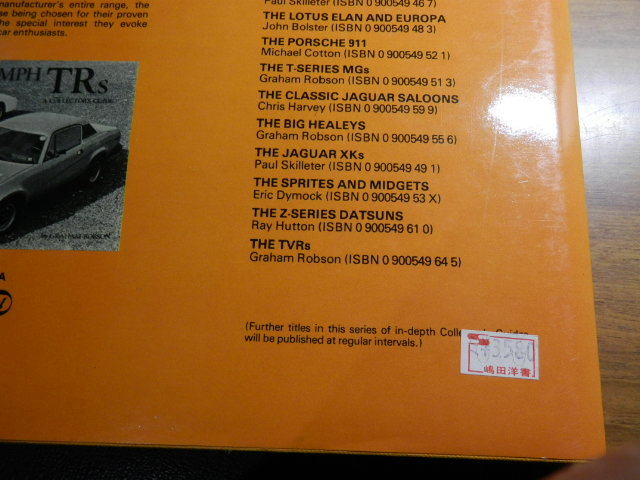 manufacturer's entire range, the
se being chosen for their proven
the special interest they evoke
car enthusiasts.
MPH TRs
A COLLECTOR'S GUIDE
by GRAHAM ROBSON
A
Paul Skilleter (ISBN 0 900549 46 7)
THE LOTUS ELAN AND EUROPA
John Bolster (ISBN 0 900549 48 3)
THE PORSCHE 911
Michael Cotton (ISBN 0 900549 52 1)
THE T-SERIES MGs
Graham Robson (ISBN 0 900549 51 3)
THE CLASSIC JAGUAR SALOONS
Chris Harvey (ISBN 0 900549 59 9)
THE BIG HEALEYS
Graham Robson (ISBN 0 900549 55 6)
THE JAGUAR XKs
Paul Skilleter (ISBN 0 900549 49 1)
THE SPRITES AND MIDGETS
Eric Dymock (ISBN 0 900549 53 X)
THE Z-SERIES DATSUNS
Ray Hutton (ISBN 0 900549 61 0)
THE TVRs
Graham Robson (ISBN 0 900549 64 5)
(Further titles in this series of in-depth Collector's Guides
will be published at regular intervals.)
嶋田洋書